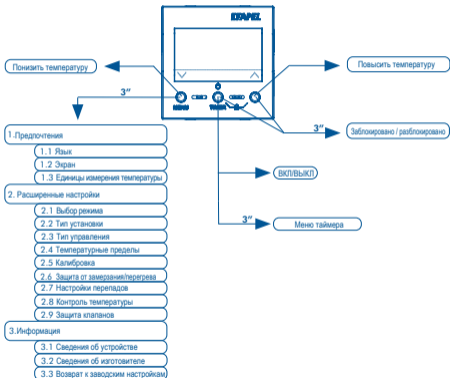 Понизить температуру
Повысить температуру
3"
3"
Заблокировано / разблокировано
ВКЛ/ВЫКЛ
3"
Меню таймера
1.Предпочтения
1.1 Язык
1.2 Экран
1.3 Единицы измерения температуры
2. Расширенные настройки
2.1 Выбор режима
2.2 Тип установки
2.3 Тип управления
2.4 Температурные пределы
2.5 Калибровка
2.6 Защита от замерзания/перегрева
2.7 Настройки перепадов
2.8 Контроль температуры
2.9 Защита клапанов
3.Информация
3.1 Сведения об устройстве
3.2 Сведения об изготовителе
3.3 Возврат к заводским настройкам